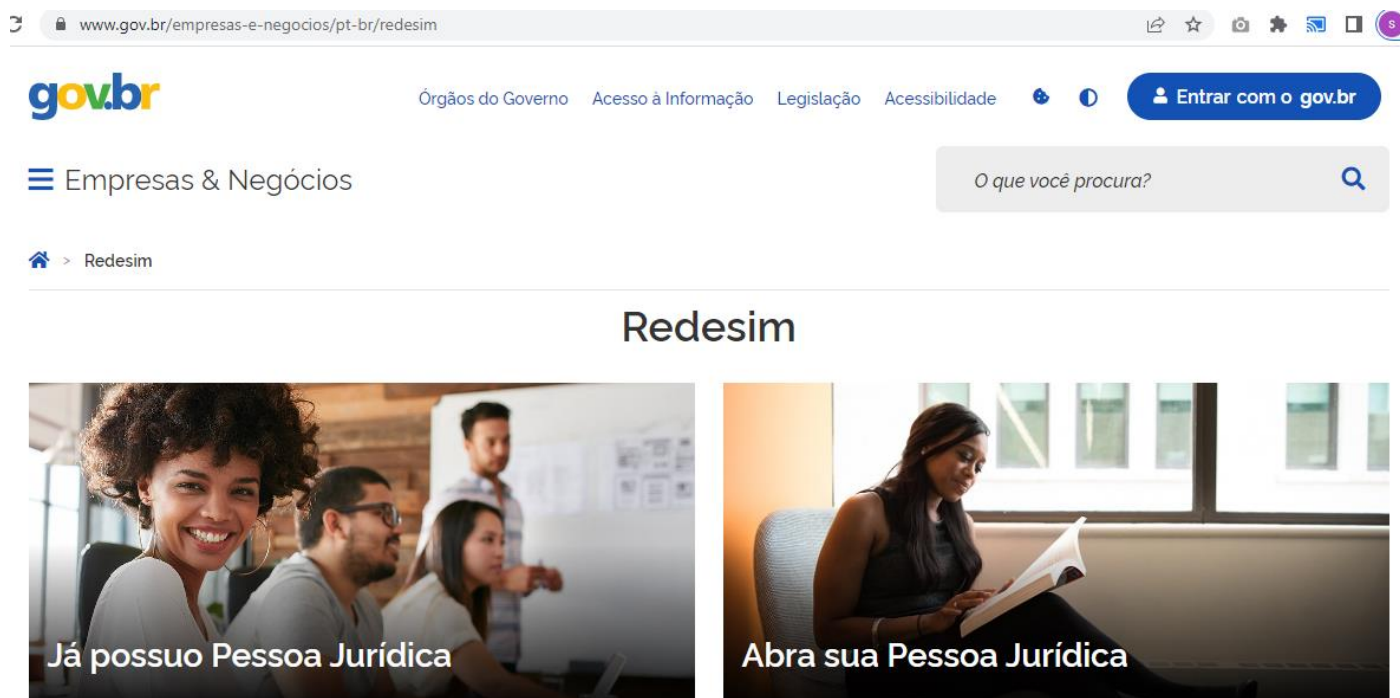 www.gov.br/empresas-e-negocios/pt-br/redesim
S
gov.br
Órgãos do Governo Acesso à Informação Legislação Acessibilidade
Entrar com o gov.br
Empresas & Negócios
O que você procura?
> Redesim
Redesim
Já possuo Pessoa Jurídica
Abra sua Pessoa Jurídica